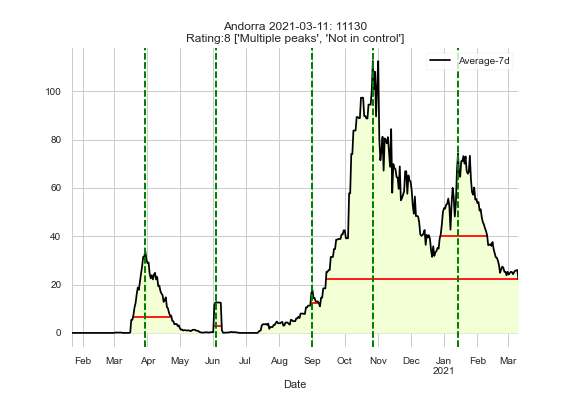 Andorra 2021-03-11: 11130
Rating:8 ['Multiple peaks', 'Not in control']
Average-7d
100
80
60
40
20
0
Feb Mar Apr May Jun Jul Aug Sep Oct Nov Dec Jan Feb Mar
2021
Date